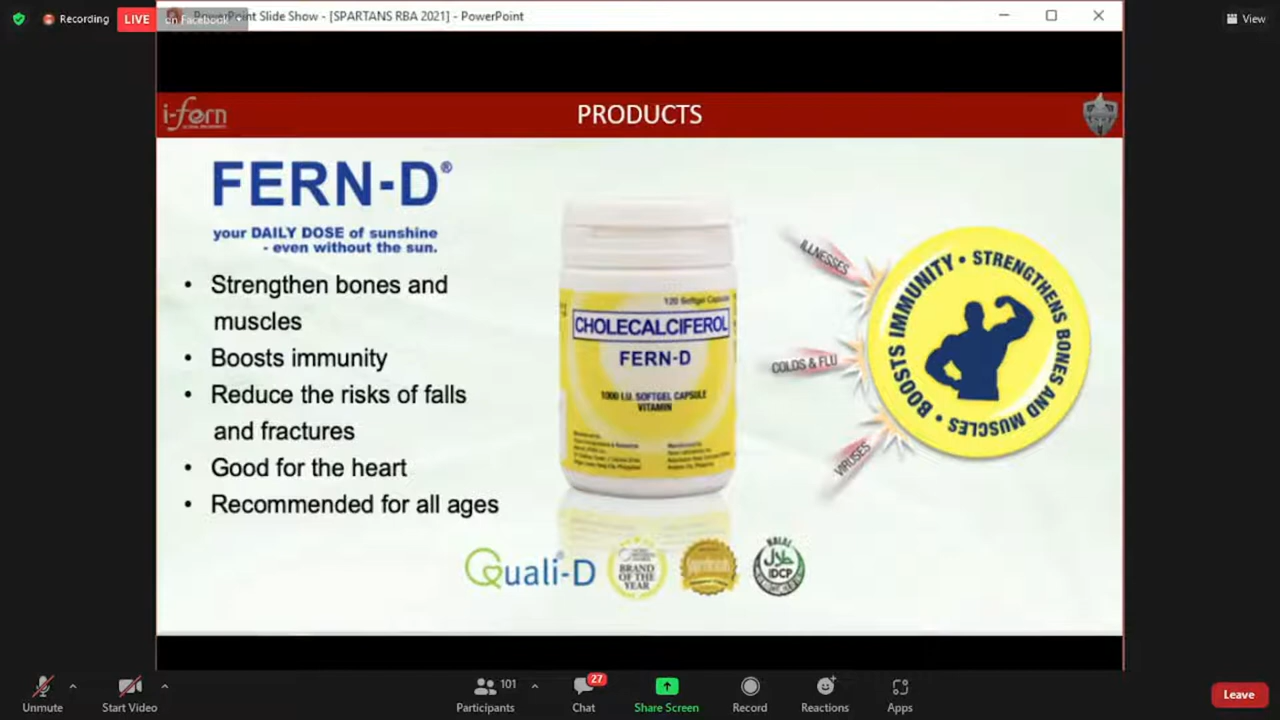 PowerPoint Slide Show - [SPARTANS RBA 2021] - PowerPoint
Recording
LIVE
on Facebook
View
i-fern
PRODUCTS
FERN-D®
your DAILY DOSE of sunshine
- even without the sun.
• Strengthen bones and
muscles
• Boosts immunity
• Reduce the risks of falls
and fractures
• Good for the heart
• Recommended for all ages
120 Softgel Capsules
CHOLECALCIFEROL
FERN-D
1000 I.U. SOFTGEL CAPSULE
VITAMIN
ILLNESSES
COLDS & FLU
VIRUSES
BOOSTS IMMUNITY • STRENGTHENS BONES AND MUSCLES •
Quali®-D
BRAND
OF THE
YEAR
HALAL
IDCP
Unmute
Start Video
101
Participants
27
Chat
Share Screen
Record
Reactions
Apps
Leave